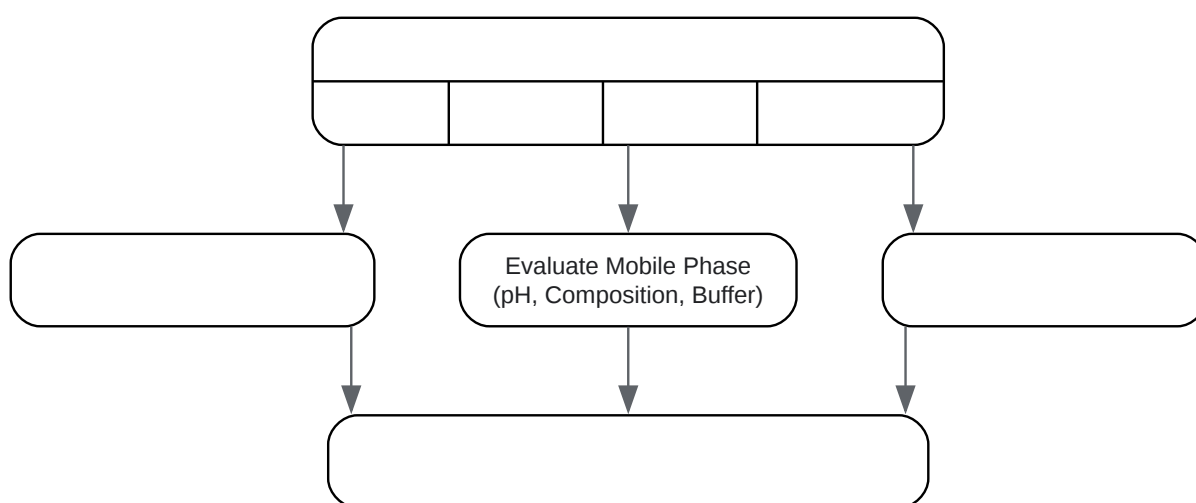 Evaluate Mobile Phase
(pH, Composition, Buffer)